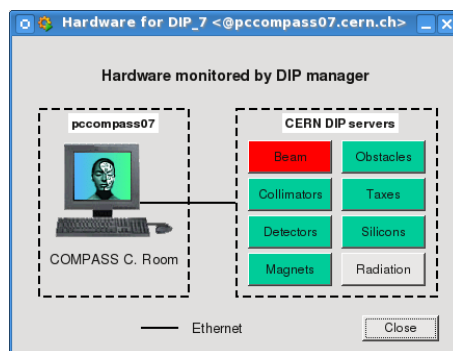 Hardware for DIP_7 <@pccompass07.cern.ch>
Hardware monitored by DIP manager
pccompass07
COMPASS C. Room
CERN DIP servers
Beam
Obstacles
Collimators
Taxes
Detectors
Silicons
Magnets
Radiation
Ethernet
Close